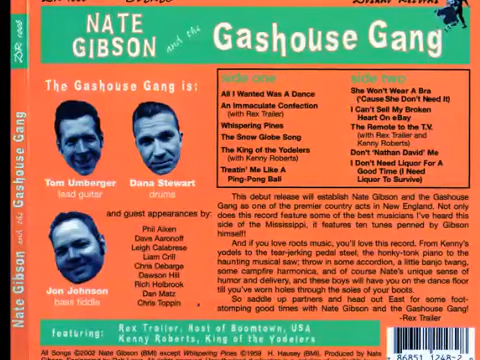 NATE
GIBSON
and the
Gashouse Gang
Nate Gibson and the Gashouse Gang
The Gashouse Gang is:
Tom Umberger
lead guitar
Dana Stewart
drums
Jon Johnson
bass fiddle
and guest appearances by:
Phil Aiken
Dave Aaronoff
Leigh Calabrese
Liam Crill
Chris Debarge
Dawson Hill
Rich Holbrook
Dan Matz
Chris Toppin
side one
All I Wanted Was A Dance
An Immaculate Confection
(with Rex Trailer)
Whispering Pines
The Snow Globe Song
The King of the Yodelers
(with Kenny Roberts)
Treatin' Me Like A
Ping-Pong Ball
side two
She Won't Wear A Bra
('Cause She Don't Need It)
I Can't Sell My Broken
Heart On eBay
The Remote to the T.V.
(with Rex Trailer and
Kenny Roberts)
Don't 'Nathan David' Me
I Don't Need Liquor For A
Good Time (I Need
Liquor To Survive)
This debut release will establish Nate Gibson and the Gashouse
Gang as one of the premier country acts in New England. Not only
does this record feature some of the best musicians I've heard this
side of the Mississippi, it features ten tunes penned by Gibson
himself!
And if you love roots music, you'll love this record. From Kenny's
yodels to the tear-jerking pedal steel, the honky-tonk piano to the
haunting musical saw; throw in some accordion, a little banjo twang,
some campfire harmonica, and of course Nate's unique sense of
humor and delivery, and these boys will have you on the dance floor
till you've worn holes through the soles of your boots.
So saddle up partners and head out East for some foot-
stomping good times with Nate Gibson and the Gashouse Gang!
-Rex Trailer
featuring:
Rex Trailer, Host of Boomtown, USA
Kenny Roberts, King of the Yodelers
All Songs ©2002 Nate Gibson (BMI) except Whispering Pines ©1959 H. Hausey (BMI).